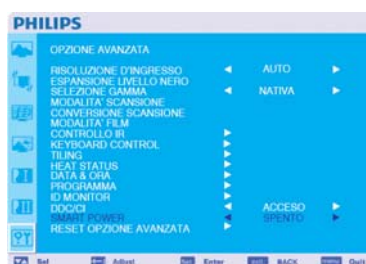 PHILIPS
OPZIONE AVANZATA
RISOLUZIONE D'INGRESSO AUTO
ESPANSIONE LIVELLO NERO
SELEZIONE GAMMA NATIVA
MODALITA' SCANSIONE
CONVERSIONE SCANSIONE
MODALITA' FILM
CONTROLLO IR
KEYBOARD CONTROL
TILING
HEAT STATUS
DATA & ORA
PROGRAMMA
ID MONITOR
DDC/CI ACCESO
SMART POWER SPENTO
RESET OPZIONE AVANZATA
Sel Adjust Enter BACK Quit